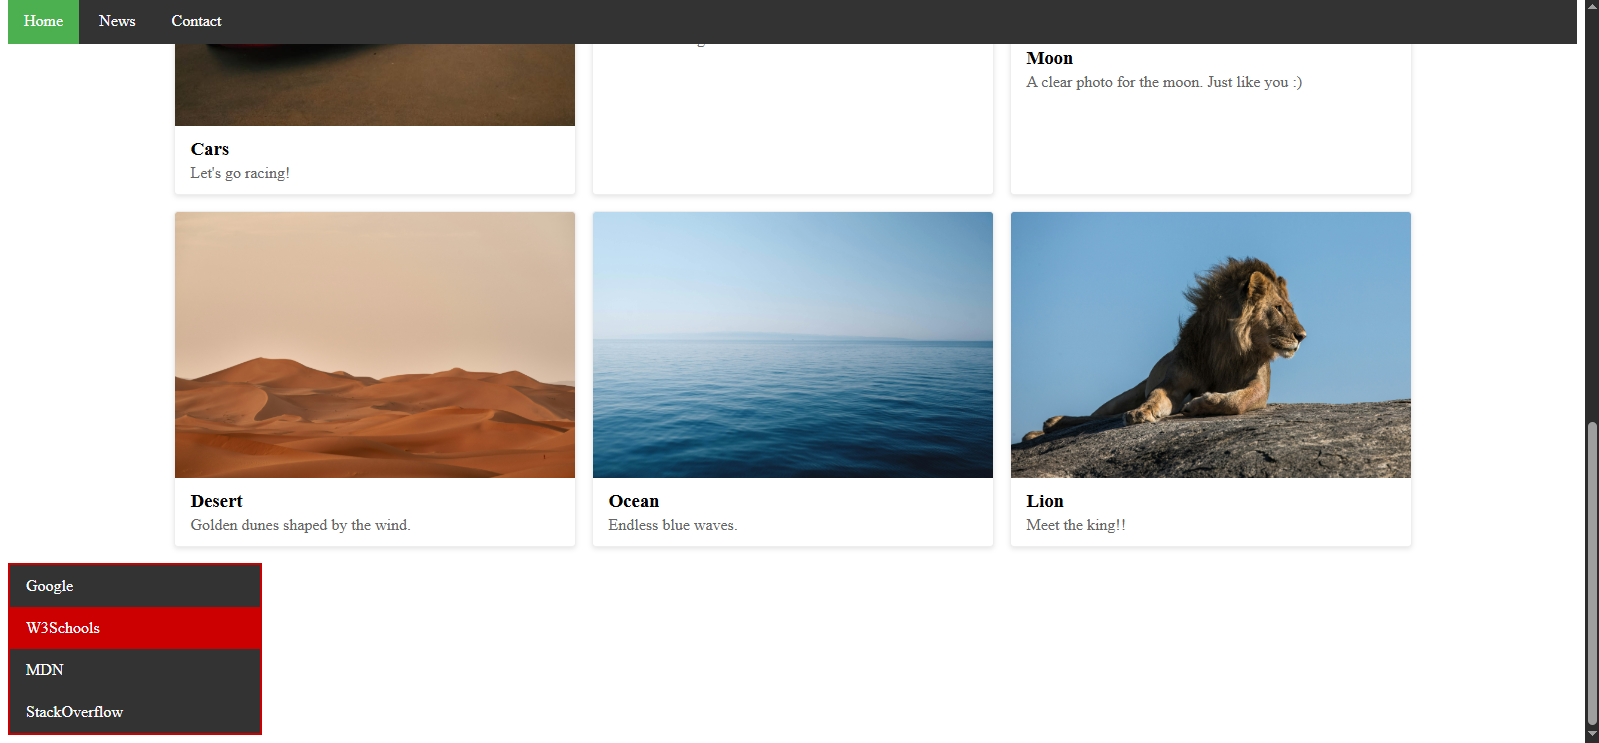 Home News Contact
Moon
A clear photo for the moon. Just like you :)
Cars
Let's go racing!
Desert
Golden dunes shaped by the wind.
Ocean
Endless blue waves.
Lion
Meet the king!!
Google
W3Schools
MDN
StackOverflow